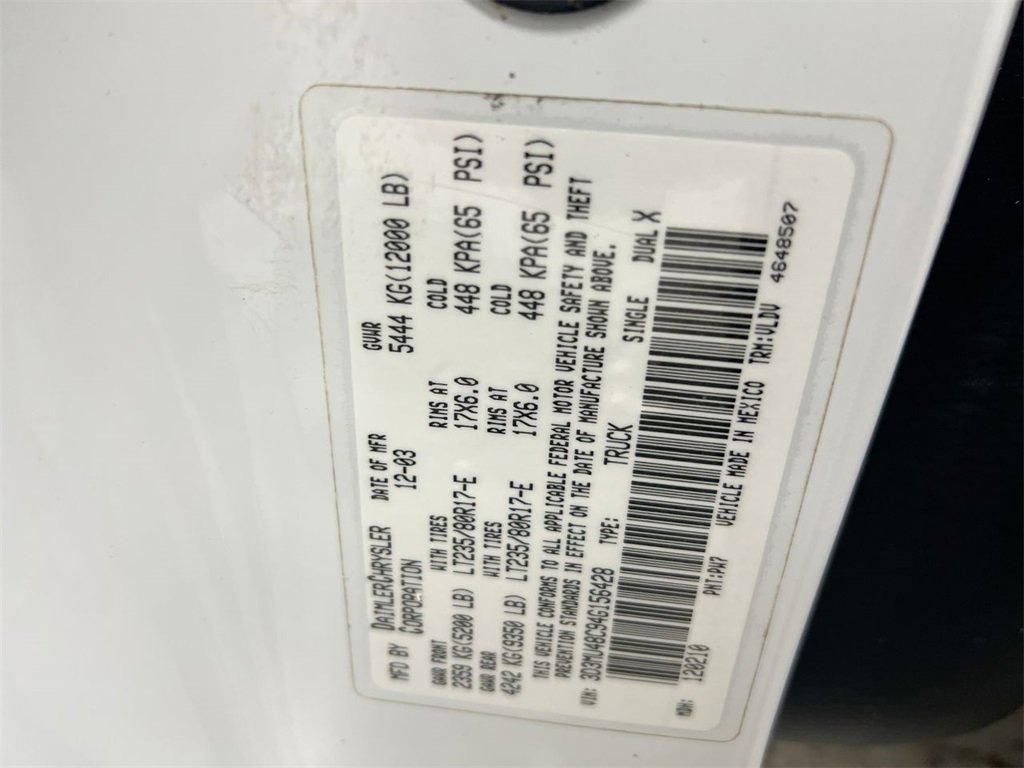 MFD BY DAIMLERCHRYSLER CORPORATION DATE OF MFR 12-03 GVWR 5444 KG(12000 LB)
GAWR FRONT WITH TIRES RIMS AT COLD
2359 KG(5200 LB) LT235/80R17-E 17X6.0 448 KPA(65 PSI)
GAWR REAR WITH TIRES RIMS AT COLD
4242 KG(9350 LB) LT235/80R17-E 17X6.0 448 KPA(65 PSI)
THIS VEHICLE CONFORMS TO ALL APPLICABLE FEDERAL MOTOR VEHICLE SAFETY AND THEFT
PREVENTION STANDARDS IN EFFECT ON THE DATE OF MANUFACTURE SHOWN ABOVE.
VIN: 3D3MU48C94G156428 TYPE: TRUCK SINGLE DUAL X
MDH: 120210 PNT:PW7 VEHICLE MADE IN MEXICO TRM:VLDV 4648507